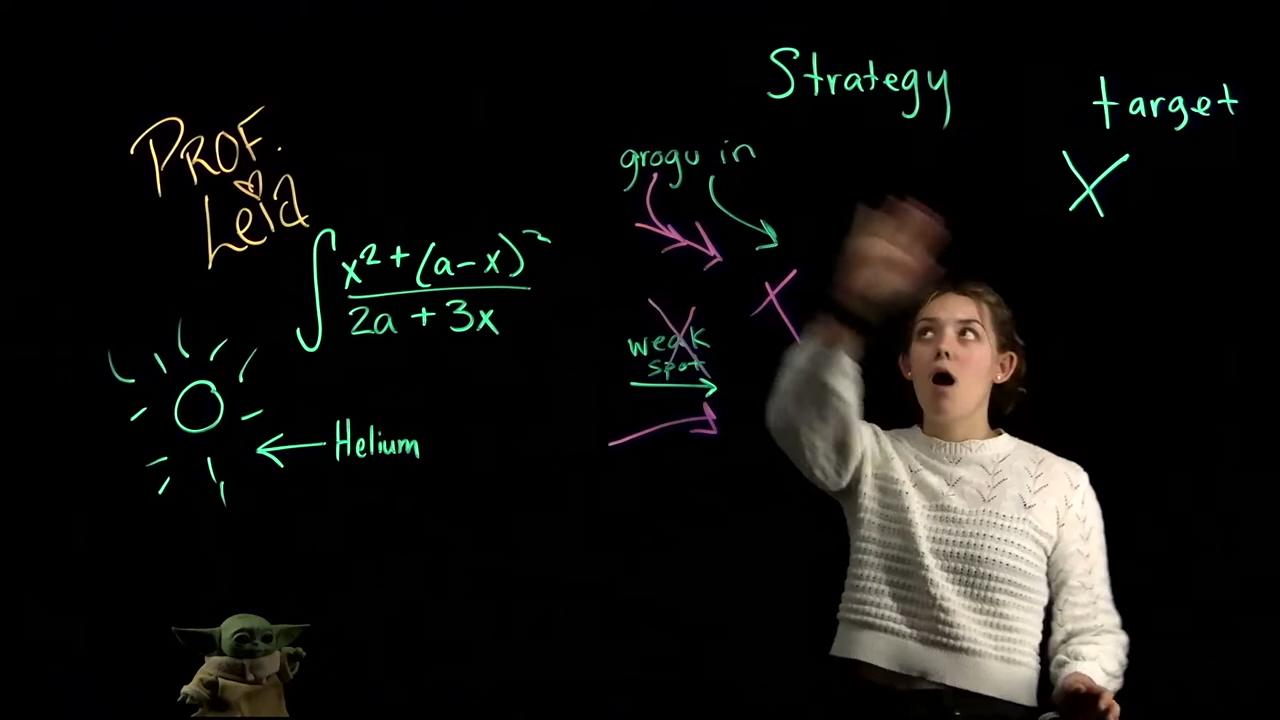 PROF.
Leia
∫ x² + (a - x)² / 2a + 3x
Helium
Strategy
grogu in
weak
spot
X
target
X